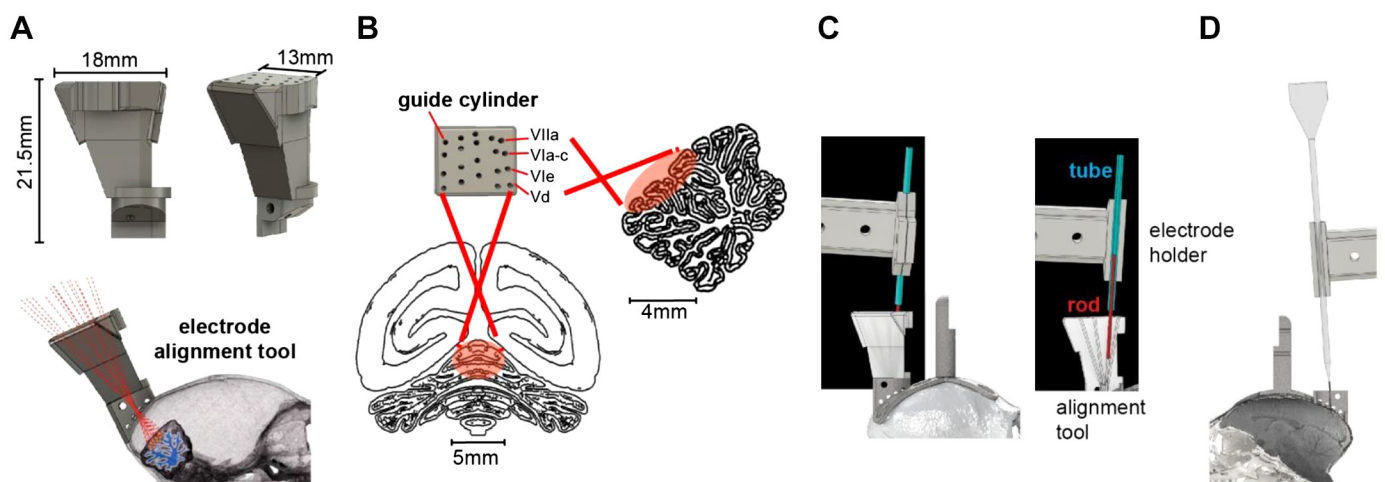 A
18mm
13mm
21.5mm
electrode
alignment tool
B
guide cylinder
VIIa
VIa-c
VIe
Vd
4mm
5mm
C
tube
rod
electrode
holder
alignment
tool
D